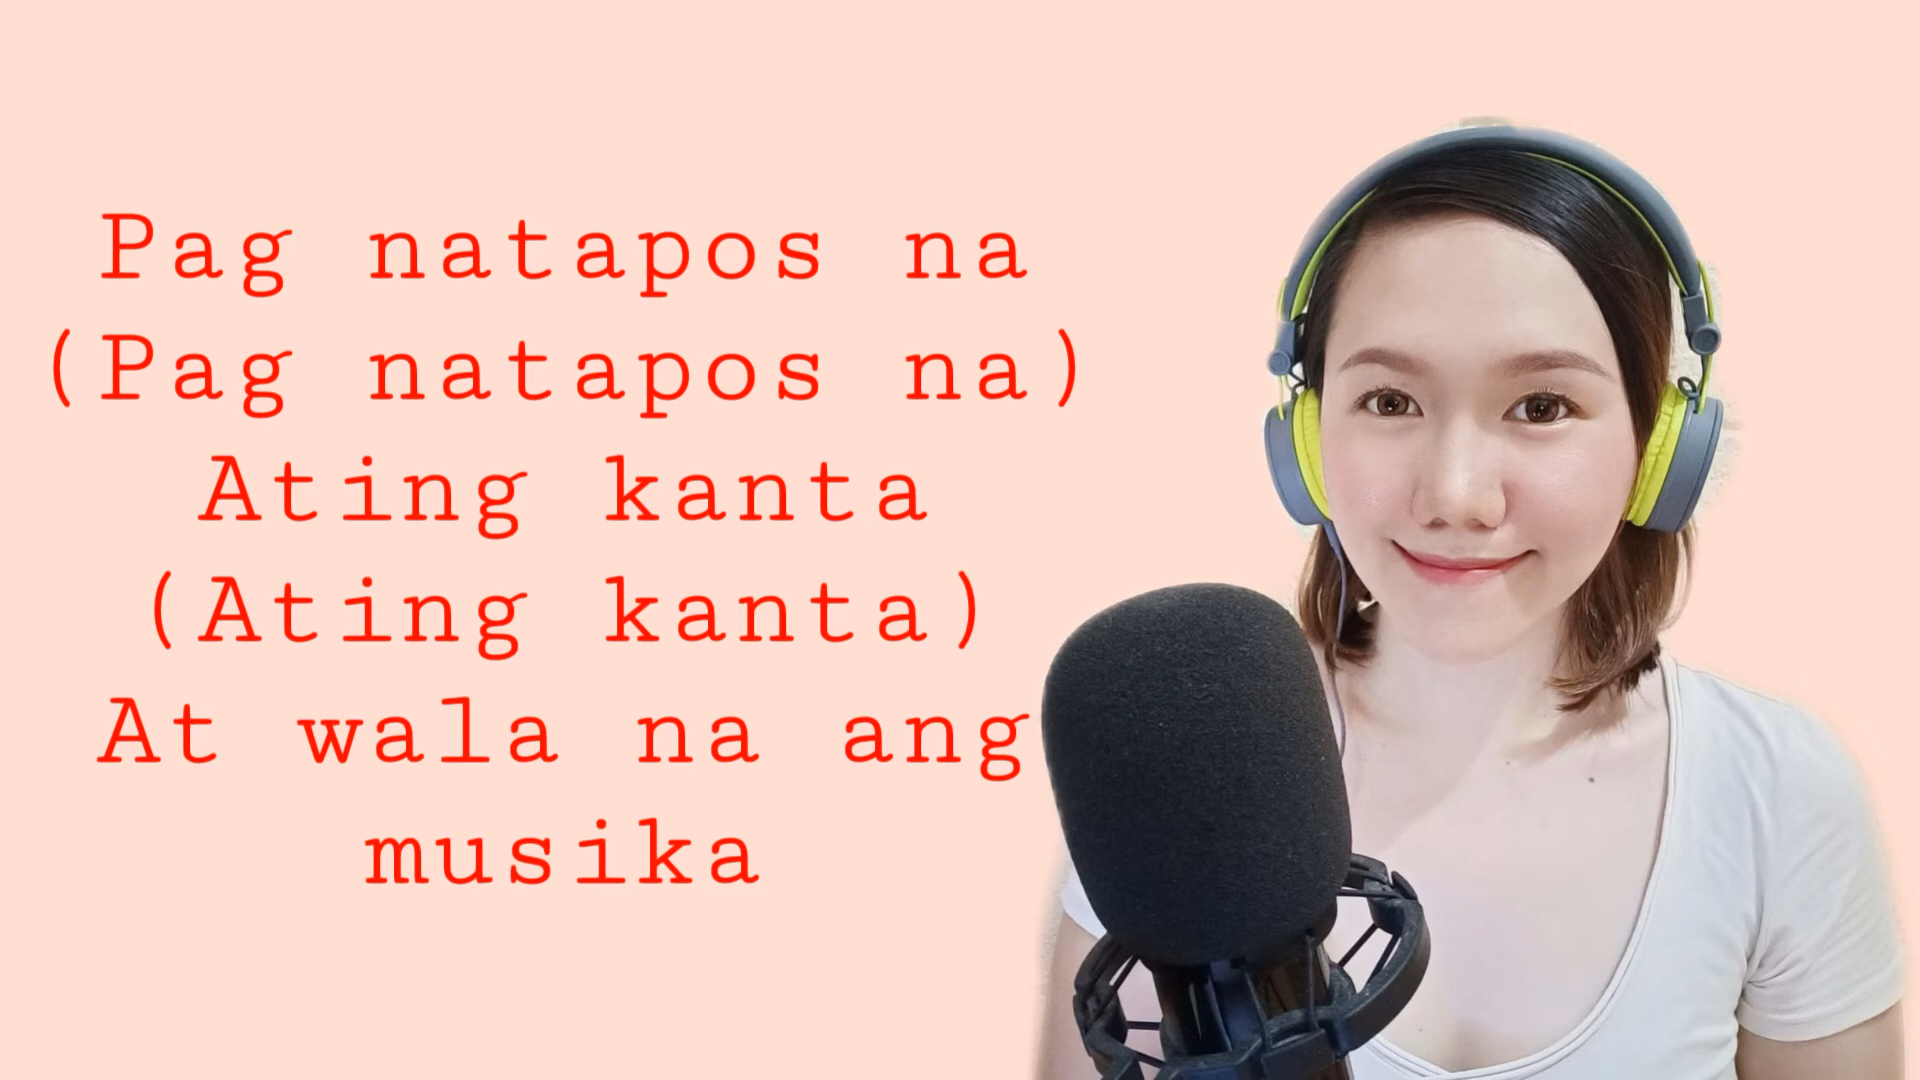 Pag natapos na
(Pag natapos na)
Ating kanta
(Ating kanta)
At wala na ang
musika